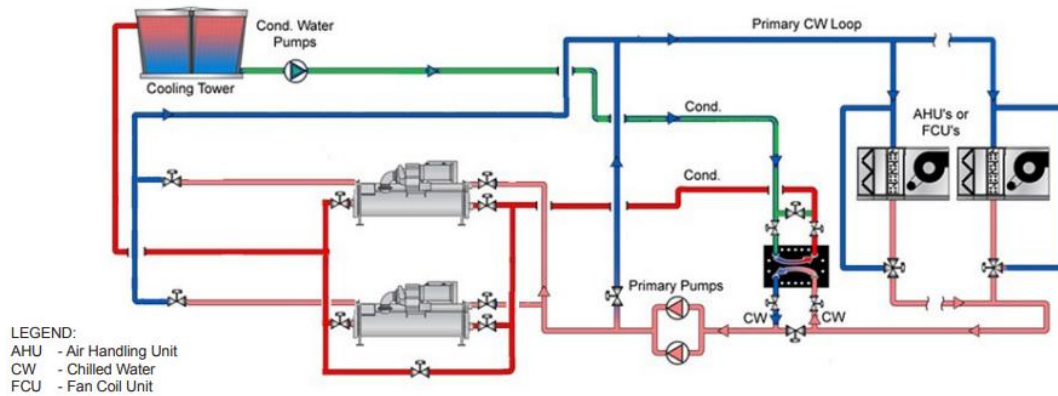 Cond. Water
Pumps
Primary CW Loop
Cooling Tower
Cond.
AHU's or
FCU's
Cond.
Primary Pumps
CW
CW
LEGEND:
AHU - Air Handling Unit
CW - Chilled Water
FCU - Fan Coil Unit